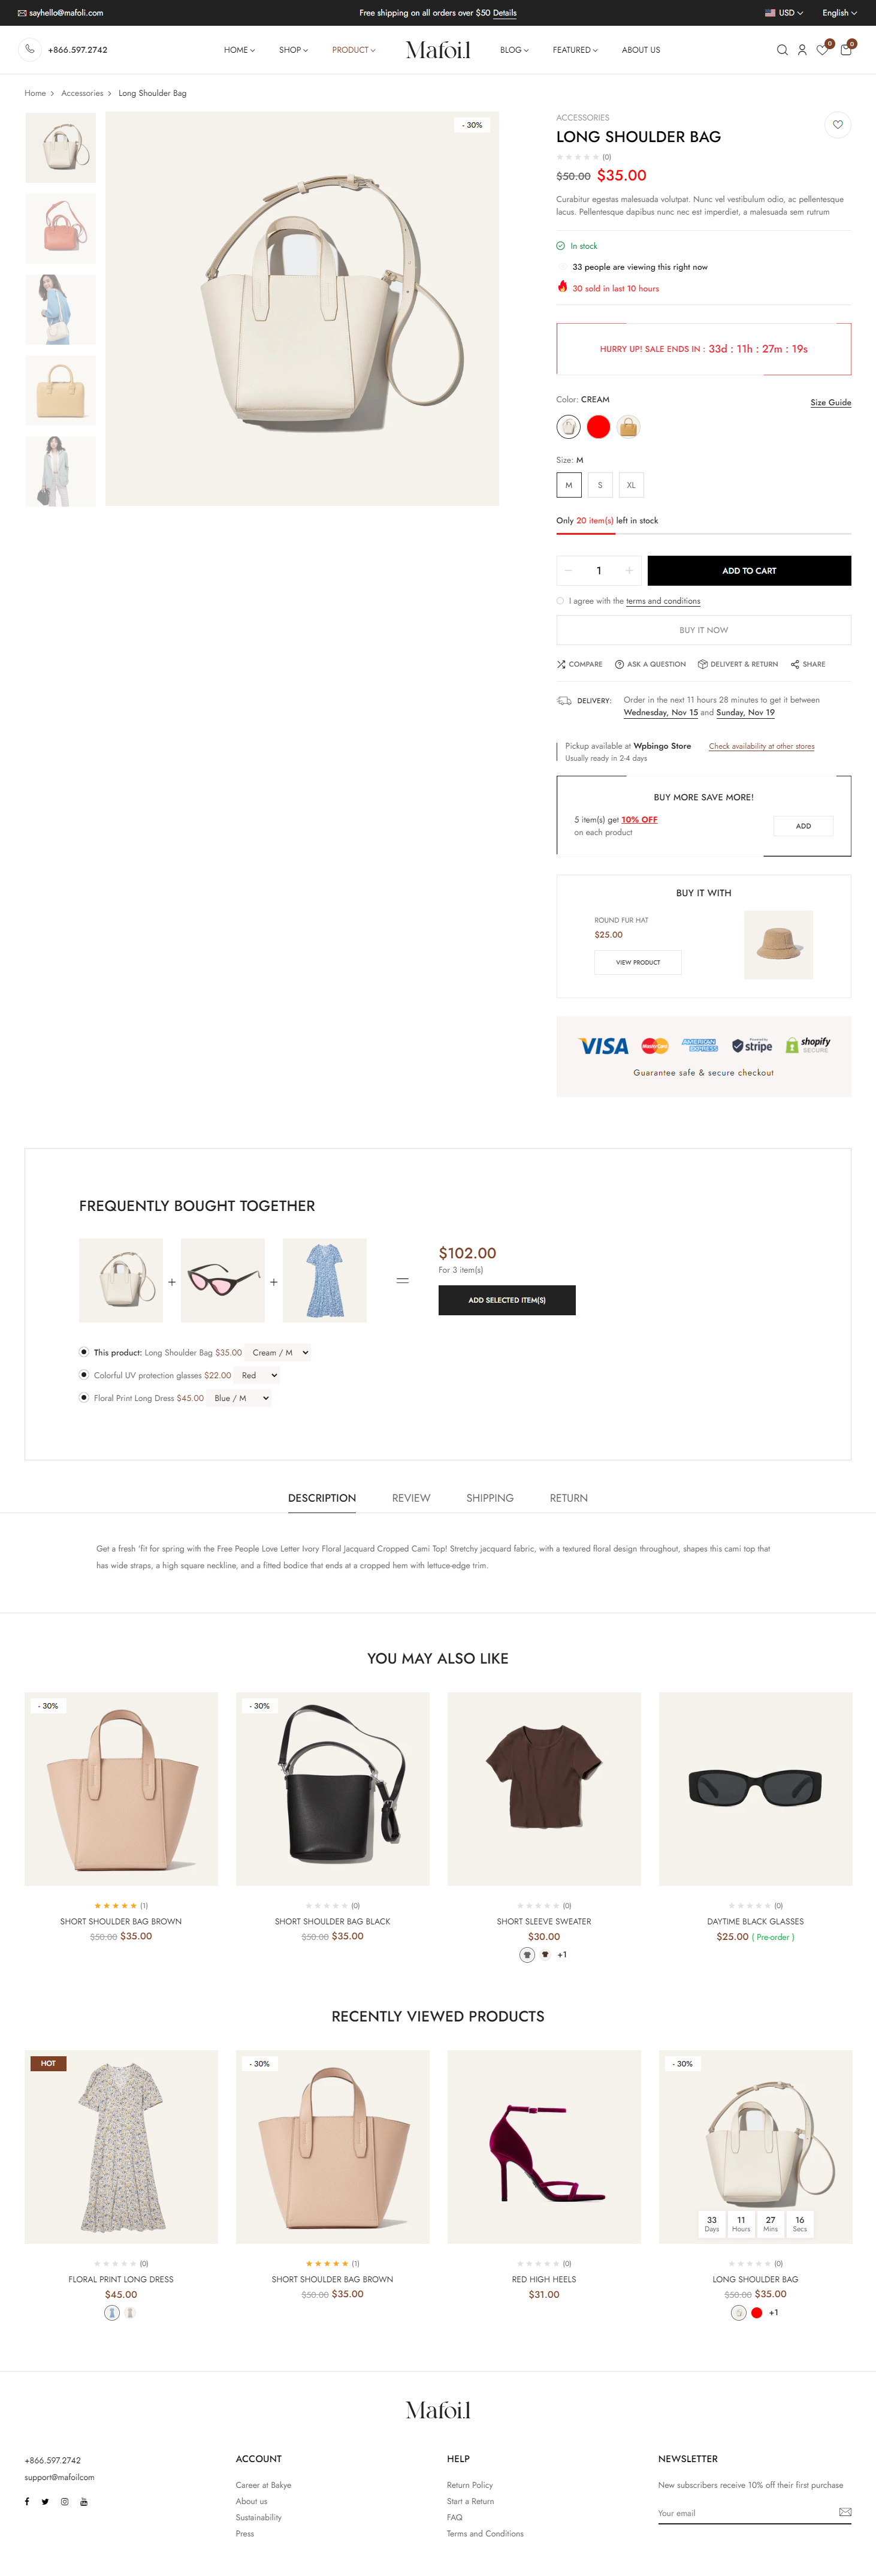 sayhello@mafoli.com
Free shipping on all orders over $50 Details
USD
English
+866.597.2742
HOME
SHOP
PRODUCT
Mafoil
BLOG
FEATURED
ABOUT US
0
0
Home > Accessories > Long Shoulder Bag
- 30%
ACCESSORIES
LONG SHOULDER BAG
(0)
$50.00 $35.00
Curabitur egestas malesuada volutpat. Nunc vel vestibulum odio, ac pellentesque
lacus. Pellentesque dapibus nunc nec est imperdiet, a malesuada sem rutrum
In stock
33 people are viewing this right now
30 sold in last 10 hours
HURRY UP! SALE ENDS IN : 33d : 11h : 27m : 19s
Color: CREAM
Size Guide
Size: M
M
S
XL
Only 20 item(s) left in stock
1
ADD TO CART
I agree with the terms and conditions
BUY IT NOW
COMPARE
ASK A QUESTION
DELIVERT & RETURN
SHARE
DELIVERY:
Order in the next 11 hours 28 minutes to get it between
Wednesday, Nov 15 and Sunday, Nov 19
Pickup available at Wpbingo Store
Check availability at other stores
Usually ready in 2-4 days
BUY MORE SAVE MORE!
5 item(s) get 10% OFF
on each product
ADD
BUY IT WITH
ROUND FUR HAT
$25.00
VIEW PRODUCT
VISA
MasterCard
AMERICAN EXPRESS
Powered by stripe
shopify SECURE
Guarantee safe & secure checkout
FREQUENTLY BOUGHT TOGETHER
+
+
=
$102.00
For 3 item(s)
ADD SELECTED ITEM(S)
This product: Long Shoulder Bag $35.00 Cream / M
Colorful UV protection glasses $22.00 Red
Floral Print Long Dress $45.00 Blue / M
DESCRIPTION
REVIEW
SHIPPING
RETURN
Get a fresh 'fit for spring with the Free People Love Letter Ivory Floral Jacquard Cropped Cami Top! Stretchy jacquard fabric, with a textured floral design throughout, shapes this cami top that
has wide straps, a high square neckline, and a fitted bodice that ends at a cropped hem with lettuce-edge trim.
YOU MAY ALSO LIKE
- 30%
- 30%
(1)
SHORT SHOULDER BAG BROWN
$50.00 $35.00
(0)
SHORT SHOULDER BAG BLACK
$50.00 $35.00
(0)
SHORT SLEEVE SWEATER
$30.00
+1
(0)
DAYTIME BLACK GLASSES
$25.00 ( Pre-order )
RECENTLY VIEWED PRODUCTS
HOT
- 30%
- 30%
33 Days
11 Hours
27 Mins
16 Secs
(0)
FLORAL PRINT LONG DRESS
$45.00
(1)
SHORT SHOULDER BAG BROWN
$50.00 $35.00
(0)
RED HIGH HEELS
$31.00
(0)
LONG SHOULDER BAG
$50.00 $35.00
+1
Mafoil
+866.597.2742
support@mafoilcom
ACCOUNT
Career at Bakye
About us
Sustainability
Press
HELP
Return Policy
Start a Return
FAQ
Terms and Conditions
NEWSLETTER
New subscribers receive 10% off their first purchase
Your email